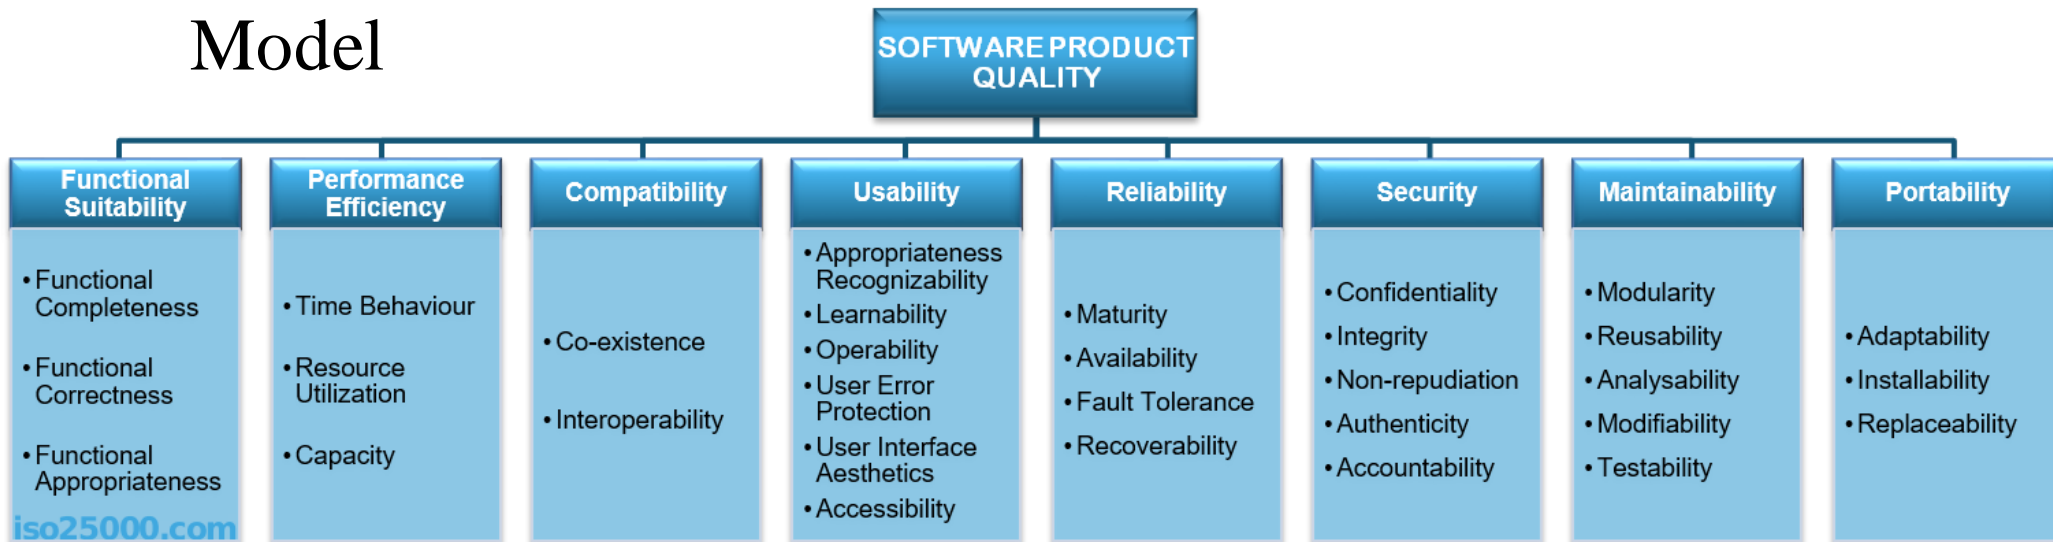 Model
SOFTWARE PRODUCT
QUALITY
Functional
Suitability
• Functional
Completeness
• Functional
Correctness
• Functional
Appropriateness
iso25000.com
Performance
Efficiency
• Time Behaviour
• Resource
Utilization
• Capacity
Compatibility
• Co-existence
• Interoperability
Usability
• Appropriateness
Recognizability
• Learnability
• Operability
• User Error
Protection
• User Interface
Aesthetics
• Accessibility
Reliability
• Maturity
• Availability
• Fault Tolerance
• Recoverability
Security
• Confidentiality
• Integrity
• Non-repudiation
• Authenticity
• Accountability
Maintainability
• Modularity
• Reusability
• Analysability
• Modifiability
• Testability
Portability
• Adaptability
• Installability
• Replaceability